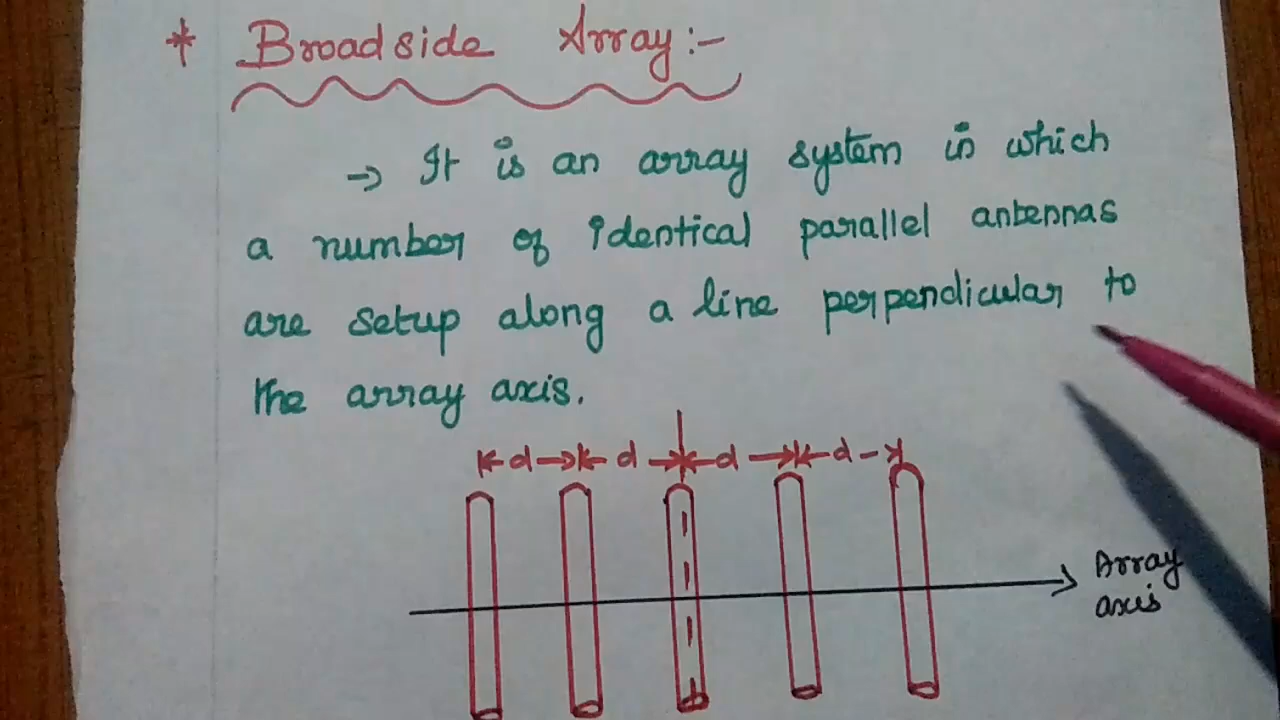 * Broadside Array:-
→ It is an array system in which
a number of identical parallel antennas
are setup along a line perpendicular to
the array axis.
d d d d
Array
axis